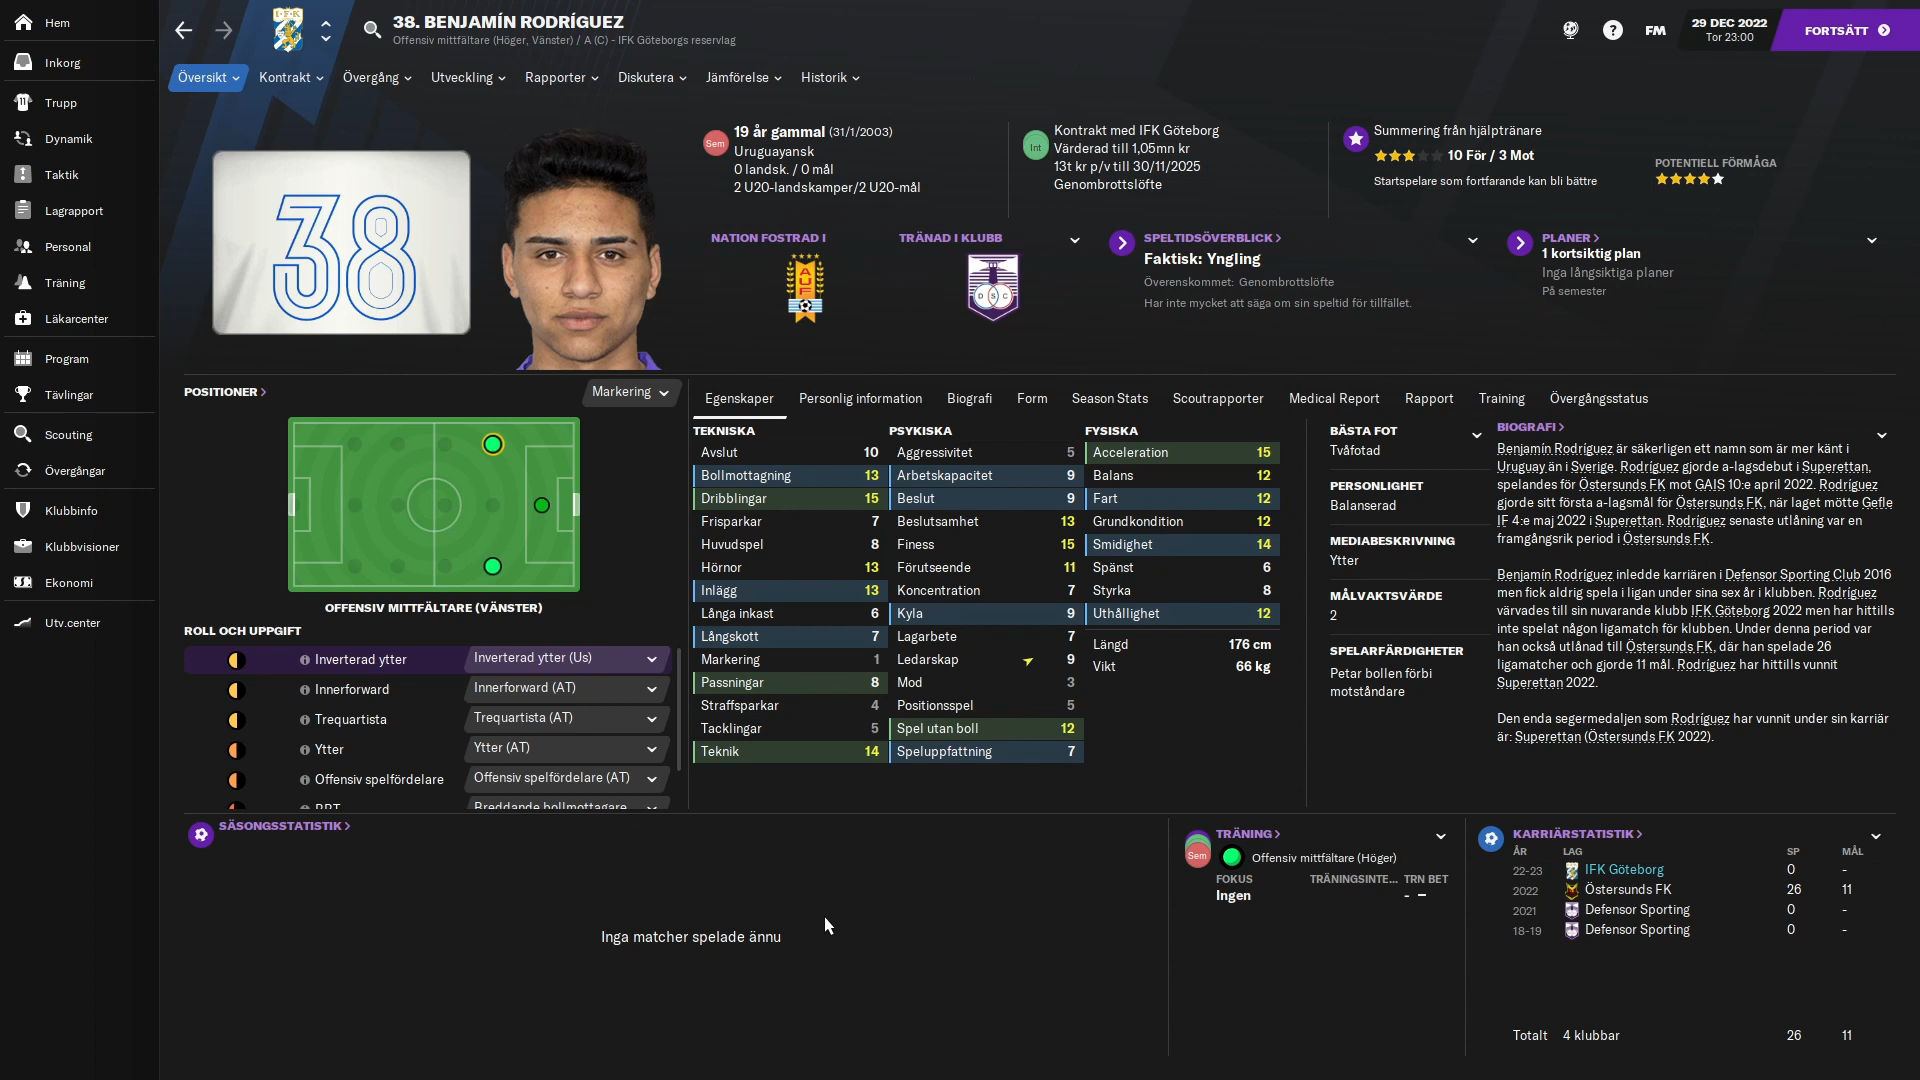 Hem
Inkorg
Trupp
Dynamik
Taktik
Lagrapport
Personal
Träning
Läkarcenter
Program
Tävlingar
Scouting
Övergångar
Klubbinfo
Klubbvisioner
Ekonomi
Utv.center
38. BENJAMÍN RODRÍGUEZ
Offensiv mittfältare (Höger, Vänster) / A (C) - IFK Göteborgs reservlag
FM
29 DEC 2022
Tor 23:00
FORTSÄTT
Översikt
Kontrakt
Övergång
Utveckling
Rapporter
Diskutera
Jämförelse
Historik
38
Sem
19 år gammal (31/1/2003)
Uruguayansk
0 landsk. / 0 mål
2 U20-landskamper/2 U20-mål
Int
Kontrakt med IFK Göteborg
Värderad till 1,05mn kr
13t kr p/v till 30/11/2025
Genombrottslöfte
Summering från hjälptränare
10 För / 3 Mot
Startspelare som fortfarande kan bli bättre
POTENTIELL FÖRMÅGA
NATION FOSTRAD I
AUF
TRÄNAD I KLUBB
DSC
SPELTIDSÖVERBLICK
Faktisk: Yngling
Överenskommet: Genombrottslöfte
Har inte mycket att säga om sin speltid för tillfället.
PLANER
1 kortsiktig plan
Inga långsiktiga planer
På semester
POSITIONER
Markering
OFFENSIV MITTFÄLTARE (VÄNSTER)
ROLL OCH UPPGIFT
Inverterad ytter Inverterad ytter (Us)
Innerforward Innerforward (AT)
Trequartista Trequartista (AT)
Ytter Ytter (AT)
Offensiv spelfördelare Offensiv spelfördelare (AT)
Breddande bollmottagare
Egenskaper
Personlig information
Biografi
Form
Season Stats
Scoutrapporter
Medical Report
Rapport
Training
Övergångsstatus
TEKNISKA
Avslut 10
Bollmottagning 13
Dribblingar 15
Frisparkar 7
Huvudspel 8
Hörnor 13
Inlägg 13
Långa inkast 6
Långskott 7
Markering 1
Passningar 8
Straffsparkar 4
Tacklingar 5
Teknik 14
PSYKISKA
Aggressivitet 5
Arbetskapacitet 9
Beslut 9
Beslutsamhet 13
Finess 15
Förutseende 11
Koncentration 7
Kyla 9
Lagarbete 7
Ledarskap 9
Mod 3
Positionsspel 5
Spel utan boll 12
Speluppfattning 7
FYSISKA
Acceleration 15
Balans 12
Fart 12
Grundkondition 12
Smidighet 14
Spänst 6
Styrka 8
Uthållighet 12
Längd 176 cm
Vikt 66 kg
BÄSTA FOT
Tvåfotad
PERSONLIGHET
Balanserad
MEDIABESKRIVNING
Ytter
MÅLVAKTSVÄRDE
2
SPELARFÄRDIGHETER
Petar bollen förbi
motståndare
BIOGRAFI
Benjamín Rodríguez är säkerligen ett namn som är mer känt i
Uruguay än i Sverige. Rodríguez gjorde a-lagsdebut i Superettan,
spelandes för Östersunds FK mot GAIS 10:e april 2022. Rodríguez
gjorde sitt första a-lagsmål för Östersunds FK, när laget mötte Gefle
IF 4:e maj 2022 i Superettan. Rodríguez senaste utlåning var en
framgångsrik period i Östersunds FK.
Benjamín Rodríguez inledde karriären i Defensor Sporting Club 2016
men fick aldrig spela i ligan under sina sex år i klubben. Rodríguez
värvades till sin nuvarande klubb IFK Göteborg 2022 men har hittills
inte spelat någon ligamatch för klubben. Under denna period var
han också utlånad till Östersunds FK, där han spelade 26
ligamatcher och gjorde 11 mål. Rodríguez har hittills vunnit
Superettan 2022.
Den enda segermedaljen som Rodríguez har vunnit under sin karriär
är: Superettan (Östersunds FK 2022).
SÄSONGSSTATISTIK
Inga matcher spelade ännu
TRÄNING
Sem
Offensiv mittfältare (Höger)
FOKUS TRÄNINGSINTE... TRN BET
Ingen - –
KARRIÄRSTATISTIK
ÅR LAG SP MÅL
22-23 IFK Göteborg 0 -
2022 Östersunds FK 26 11
2021 Defensor Sporting 0 -
18-19 Defensor Sporting 0 -
Totalt 4 klubbar 26 11